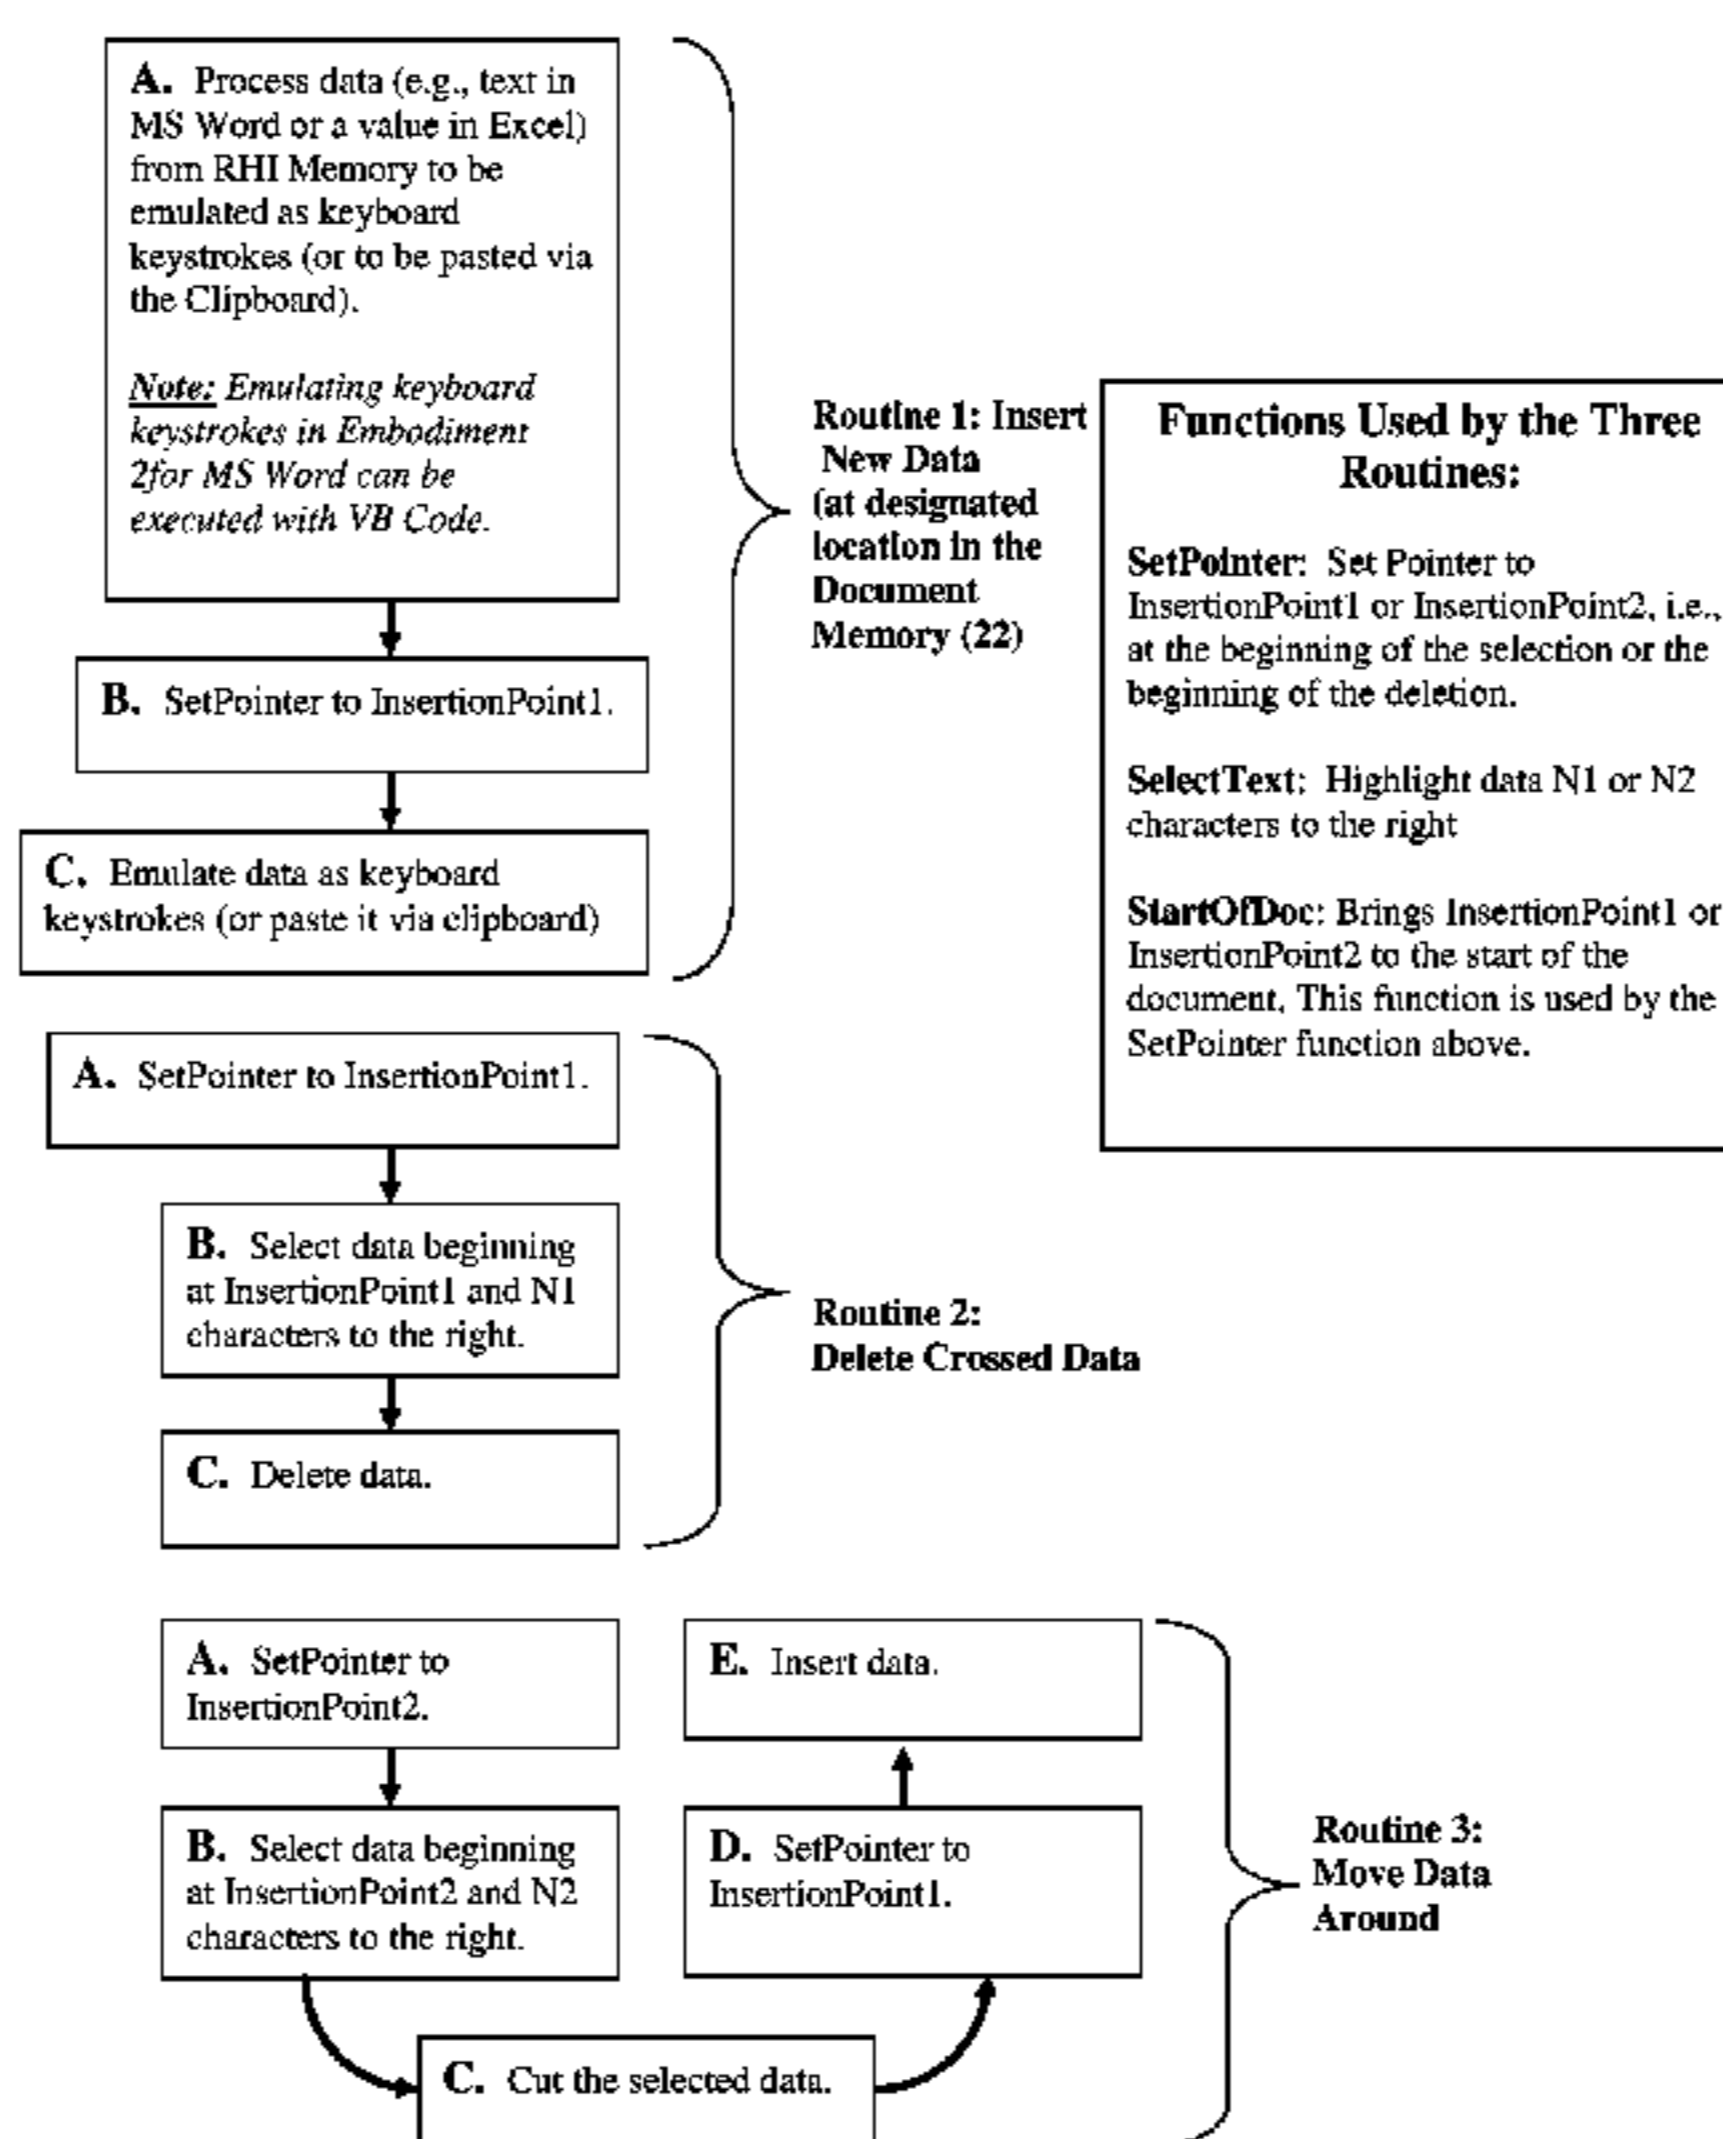 A. Process data (e.g., text in
MS Word or a value in Excel)
from RHI Memory to be
emulated as keyboard
keystrokes (or to be pasted via
the Clipboard).
Note: Emulating keyboard
keystrokes in Embodiment
2for MS Word can be
executed with VB Code.
B. SetPointer to InsertionPoint1.
C. Emulate data as keyboard
keystrokes (or paste it via clipboard)
Routine 1: Insert
New Data
(at designated
location in the
Document
Memory (22)
Functions Used by the Three
Routines:
SetPointer: Set Pointer to
InsertionPoint1 or InsertionPoint2, i.e.,
at the beginning of the selection or the
beginning of the deletion.
SelectText: Highlight data N1 or N2
characters to the right
StartOfDoc: Brings InsertionPoint1 or
InsertionPoint2 to the start of the
document. This function is used by the
SetPointer function above.
A. SetPointer to InsertionPoint1.
B. Select data beginning
at InsertionPoint1 and N1
characters to the right.
C. Delete data.
Routine 2:
Delete Crossed Data
A. SetPointer to
InsertionPoint2.
B. Select data beginning
at InsertionPoint2 and N2
characters to the right.
C. Cut the selected data.
D. SetPointer to
InsertionPoint1.
E. Insert data.
Routine 3:
Move Data
Around